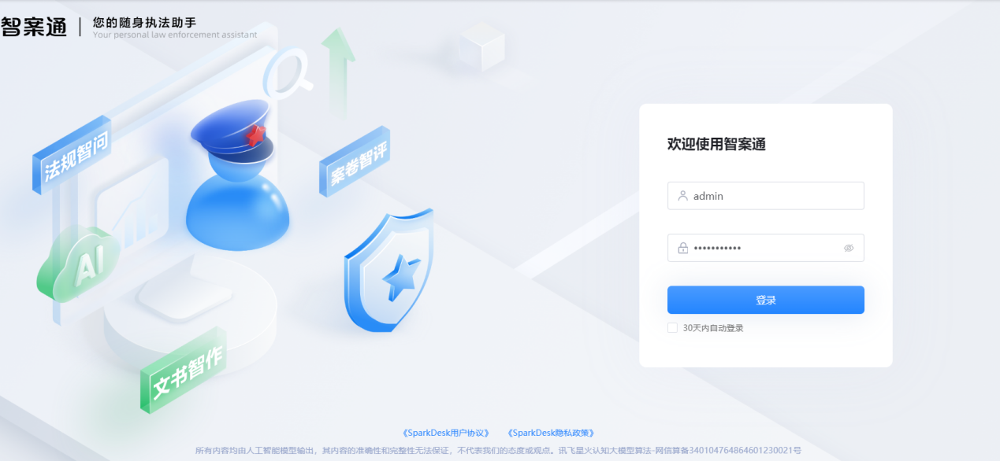 智案通
您的随身执法助手
Your personal law enforcement assistant
法规智问
案卷智评
AI
文书智作
欢迎使用智案通
admin
•••••••••••
登录
30天内自动登录
《SparkDesk用户协议》 《SparkDesk隐私政策》
所有内容均由人工智能模型输出，其内容的准确性和完整性无法保证，不代表我们的态度或观点。讯飞星火认知大模型算法-网信算备340104764864601230021号